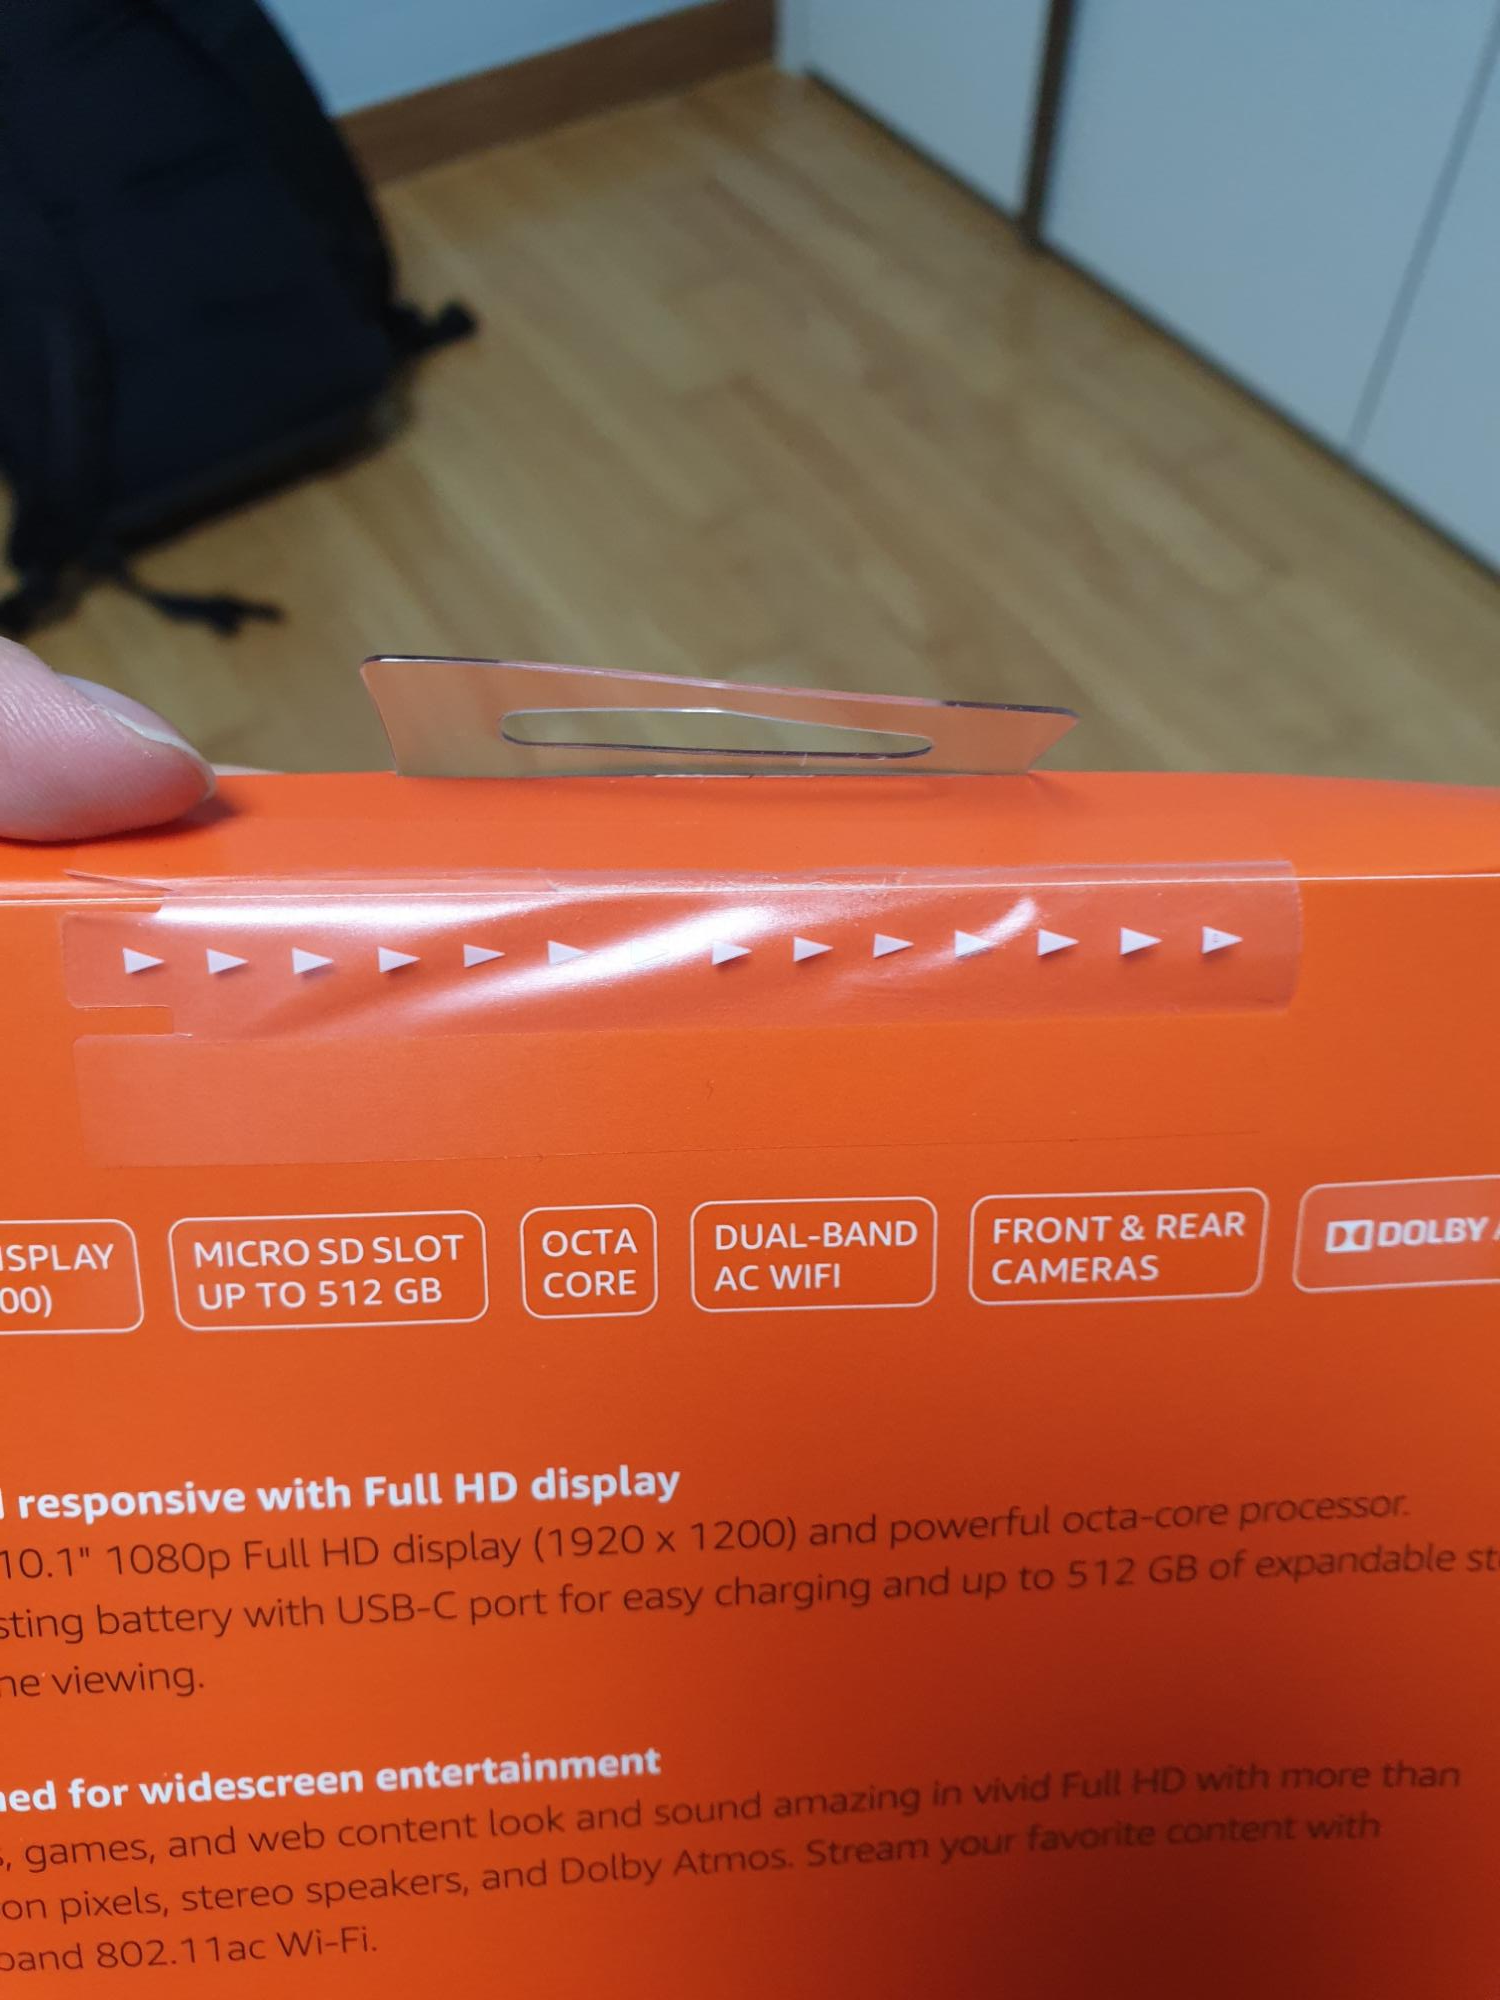 ISPLAY
00)
MICRO SD SLOT
UP TO 512 GB
OCTA
CORE
DUAL-BAND
AC WIFI
FRONT & REAR
CAMERAS
DOLBY
responsive with Full HD display
10.1" 1080p Full HD display (1920 x 1200) and powerful octa-core processor.
sting battery with USB-C port for easy charging and up to 512 GB of expandable st
ne viewing.
ned for widescreen entertainment
, games, and web content look and sound amazing in vivid Full HD with more than
on pixels, stereo speakers, and Dolby Atmos. Stream your favorite content with
band 802.11ac Wi-Fi.